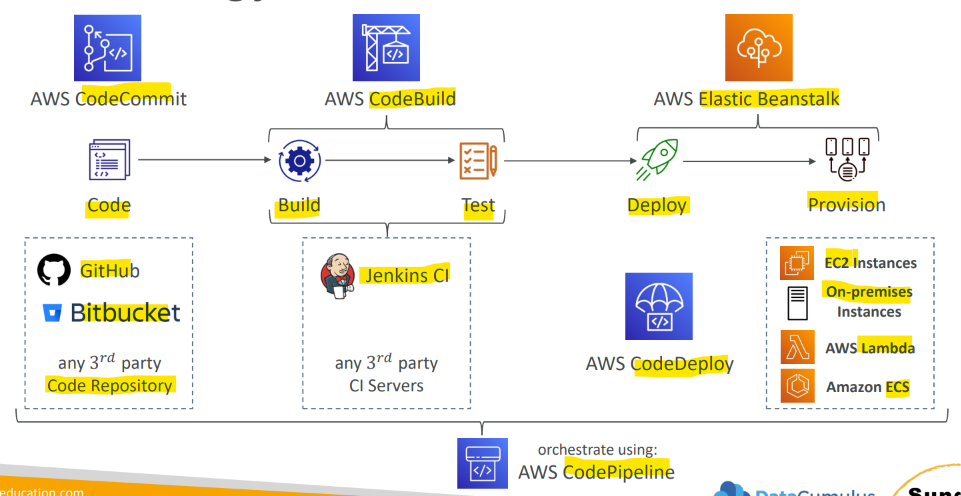 AWS CodeCommit
AWS CodeBuild
AWS Elastic Beanstalk
Code
Build
Test
Deploy
Provision
GitHub
Bitbucket
any 3rd party
Code Repository
Jenkins CI
any 3rd party
CI Servers
AWS CodeDeploy
EC2 Instances
On-premises
Instances
AWS Lambda
Amazon ECS
orchestrate using:
AWS CodePipeline
education.com
DataCumulus